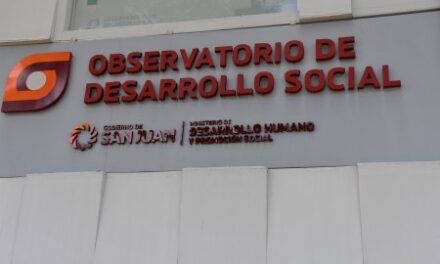 OBSERVATORIO DE
DESARROLLO SOCIAL
GOBIERNO DE
SAN JUAN
MINISTERIO DE
DESARROLLO HUMANO
Y PROMOCIÓN SOCIAL